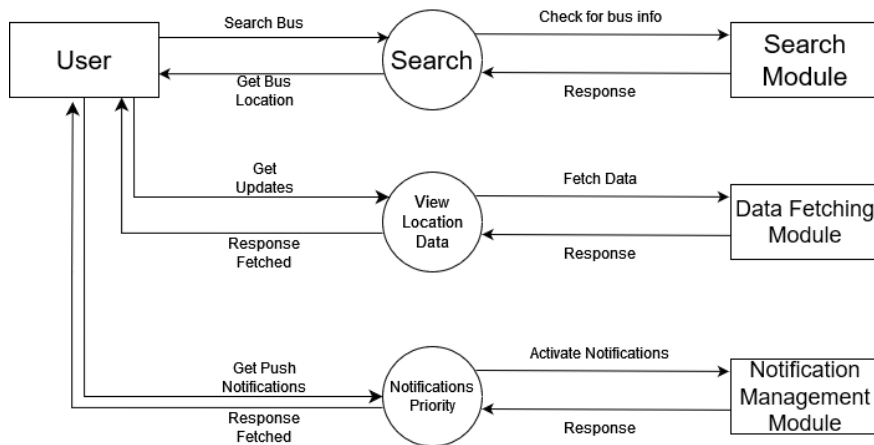 Search Bus
Check for bus info
User
Search
Search
Module
Get Bus
Location
Response
Get
Updates
Fetch Data
View
Location
Data
Data Fetching
Module
Response
Fetched
Response
Get Push
Notifications
Activate Notifications
Notifications
Priority
Notification
Management
Module
Response
Fetched
Response